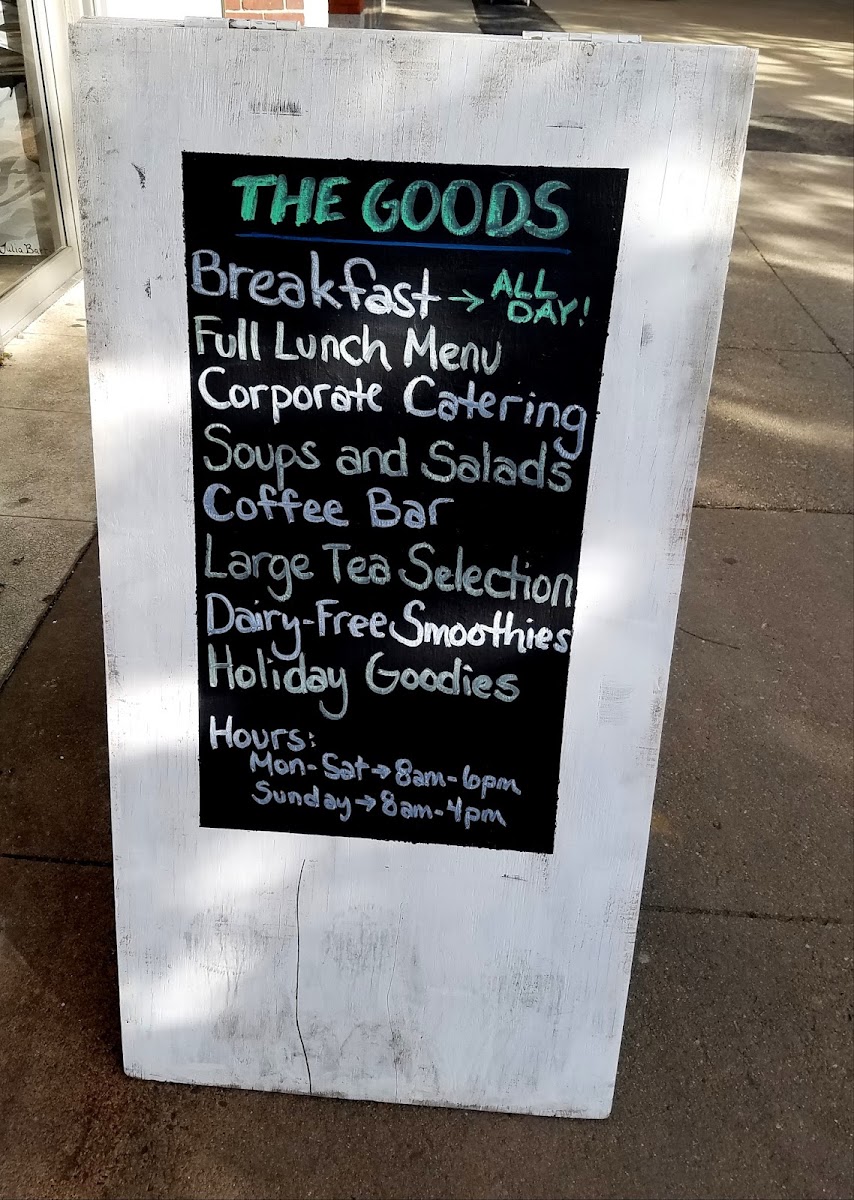 THE GOODS
Breakfast → ALL DAY!
Full Lunch Menu
Corporate Catering
Soups and Salads
Coffee Bar
Large Tea Selection
Dairy-Free Smoothies
Holiday Goodies
Hours:
Mon-Sat → 8am-6pm
Sunday → 8am-4pm